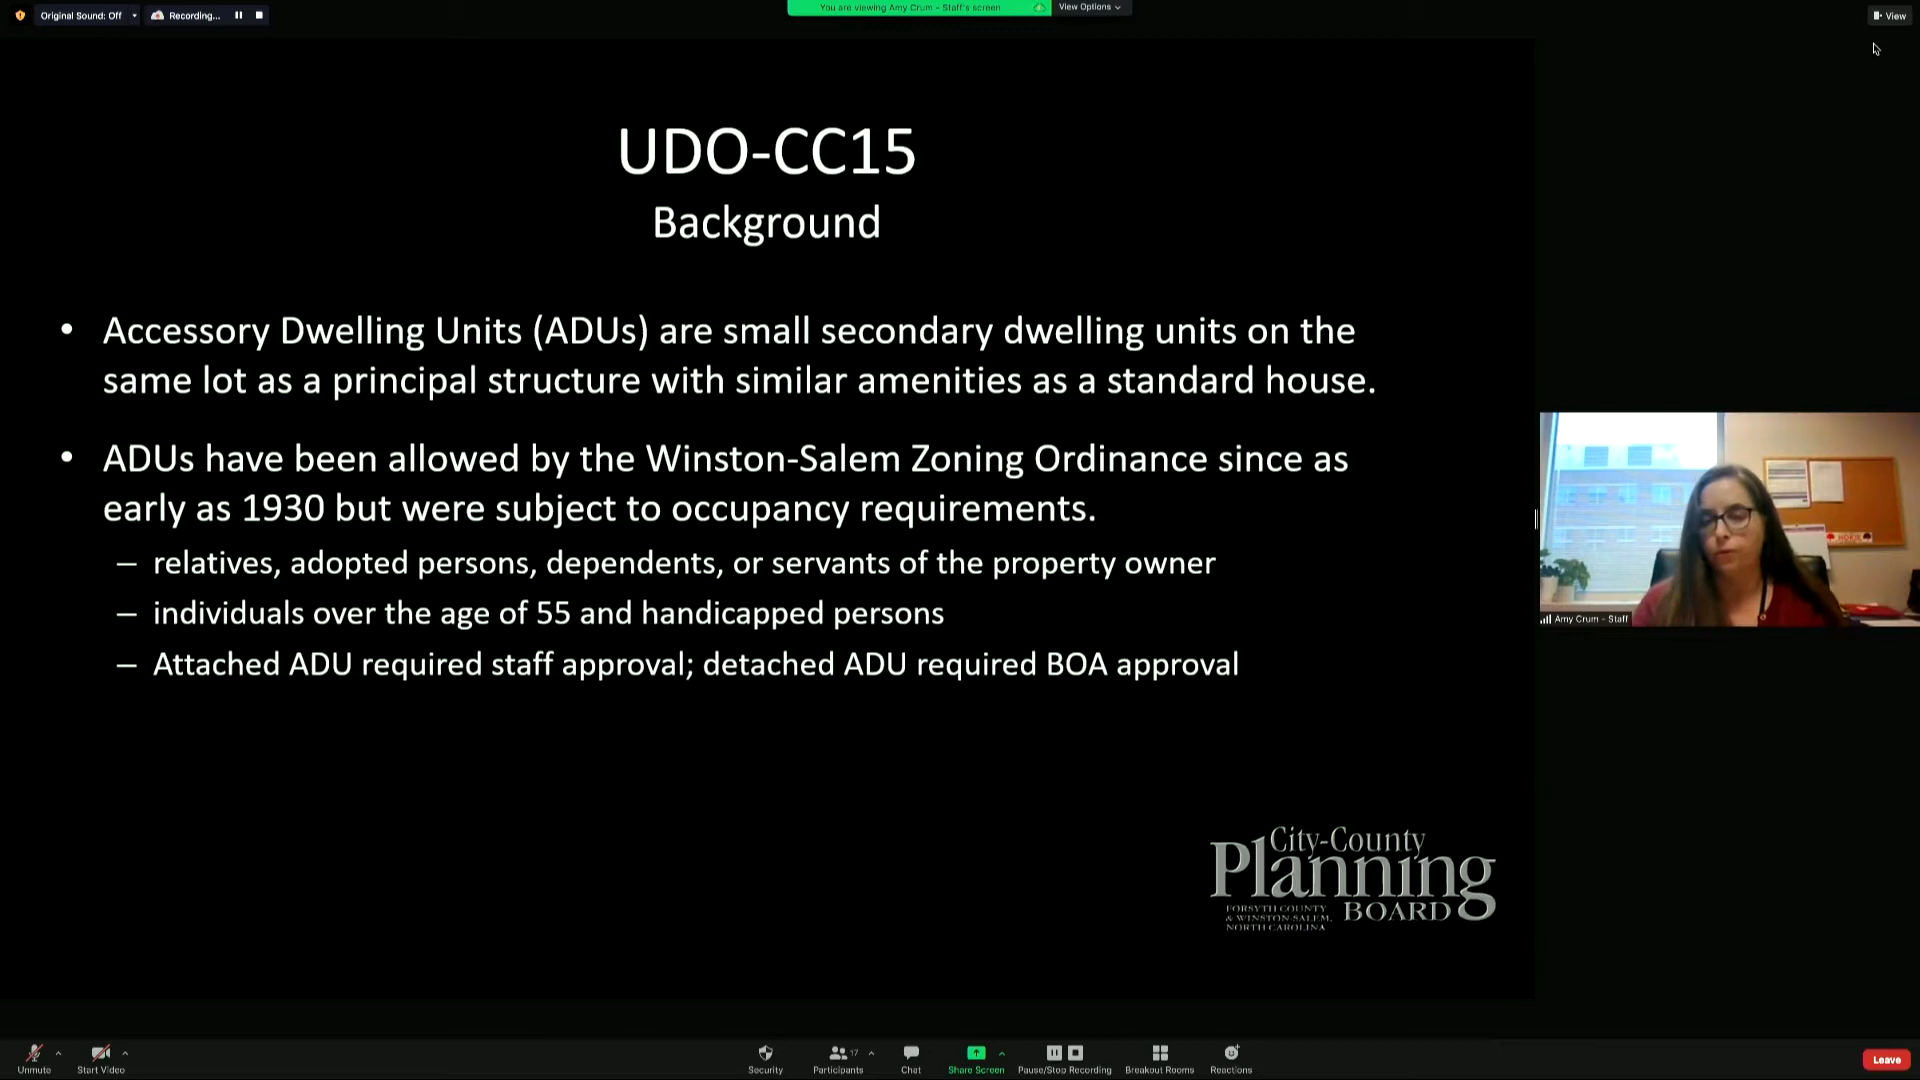 Original Sound: Off
Recording...
You are viewing Amy Crum - Staff's screen
View Options
View
UDO-CC15
Background
• Accessory Dwelling Units (ADUs) are small secondary dwelling units on the
same lot as a principal structure with similar amenities as a standard house.
• ADUs have been allowed by the Winston-Salem Zoning Ordinance since as
early as 1930 but were subject to occupancy requirements.
– relatives, adopted persons, dependents, or servants of the property owner
– individuals over the age of 55 and handicapped persons
– Attached ADU required staff approval; detached ADU required BOA approval
Amy Crum - Staff
City-County
Planning
BOARD
FORSYTH COUNTY
& WINSTON-SALEM,
NORTH CAROLINA
Unmute
Start Video
Security
17
Participants
Chat
Share Screen
Pause/Stop Recording
Breakout Rooms
Reactions
Leave